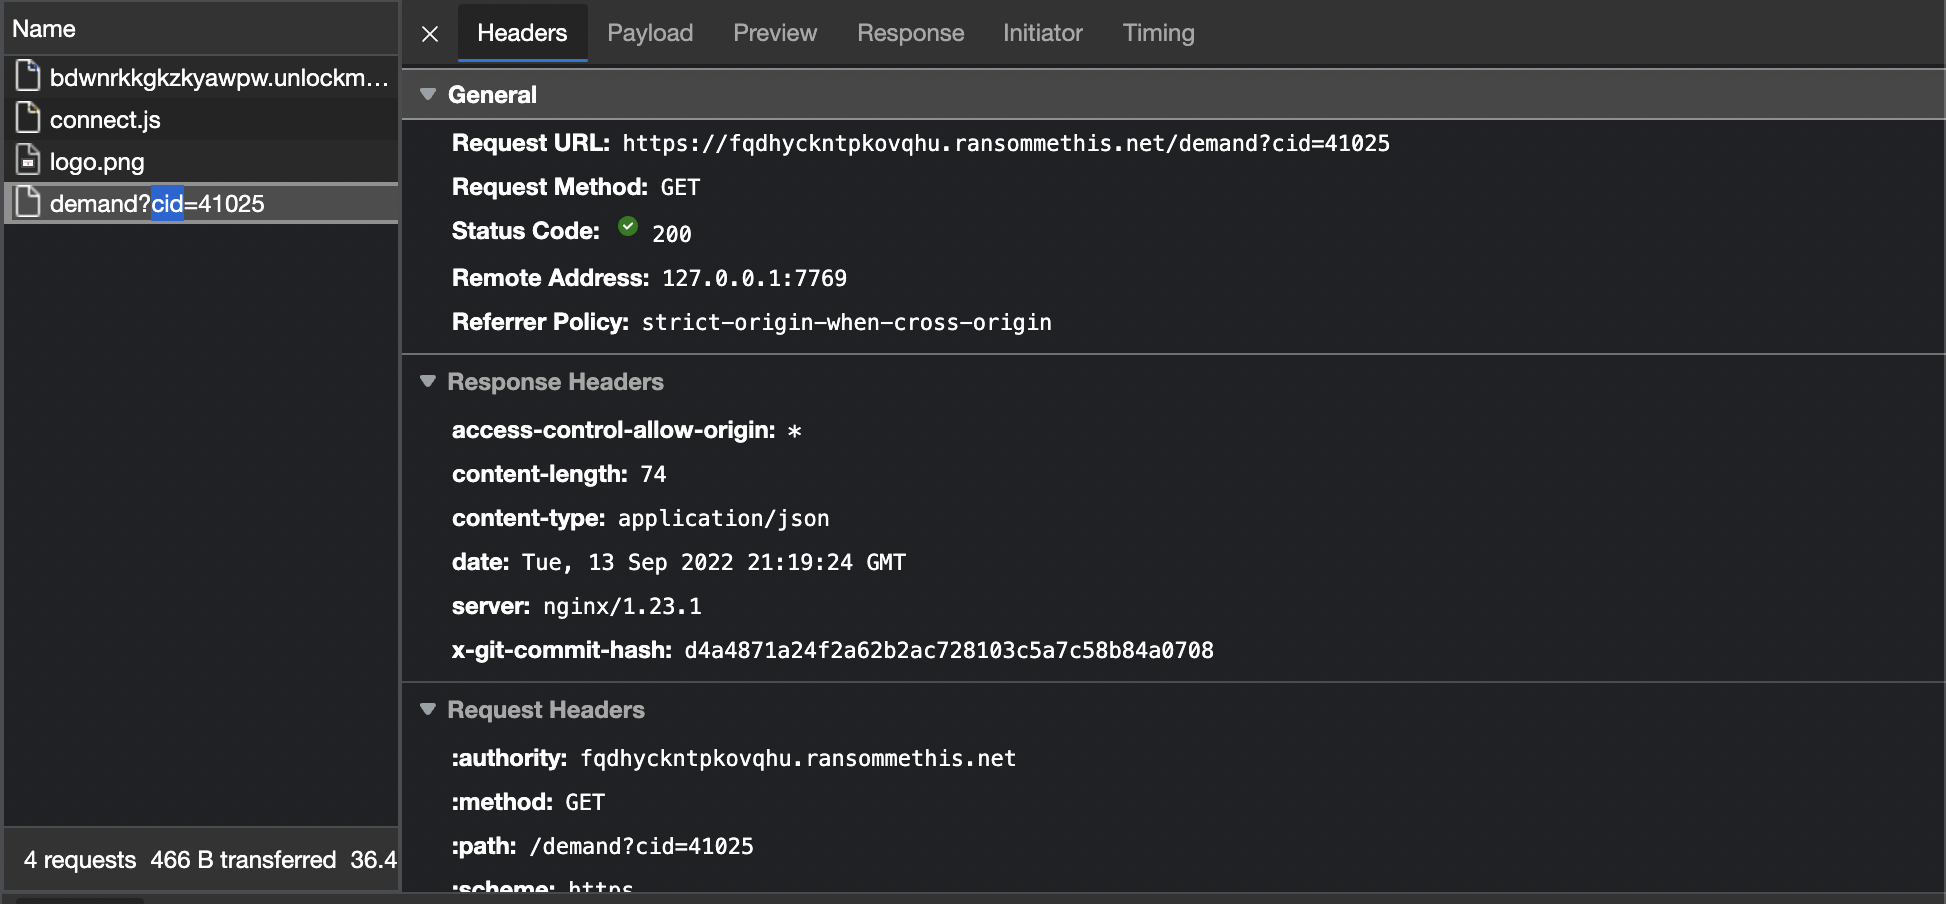 Name
bdwnrkkgkzkyawpw.unlockm...
connect.js
logo.png
demand?cid=41025
4 requests 466 B transferred 36.4
Headers Payload Preview Response Initiator Timing
General
Request URL: https://fqdhyckntpkovqhu.ransommethis.net/demand?cid=41025
Request Method: GET
Status Code: 200
Remote Address: 127.0.0.1:7769
Referrer Policy: strict-origin-when-cross-origin
Response Headers
access-control-allow-origin: *
content-length: 74
content-type: application/json
date: Tue, 13 Sep 2022 21:19:24 GMT
server: nginx/1.23.1
x-git-commit-hash: d4a4871a24f2a62b2ac728103c5a7c58b84a0708
Request Headers
:authority: fqdhyckntpkovqhu.ransommethis.net
:method: GET
:path: /demand?cid=41025
:scheme: https